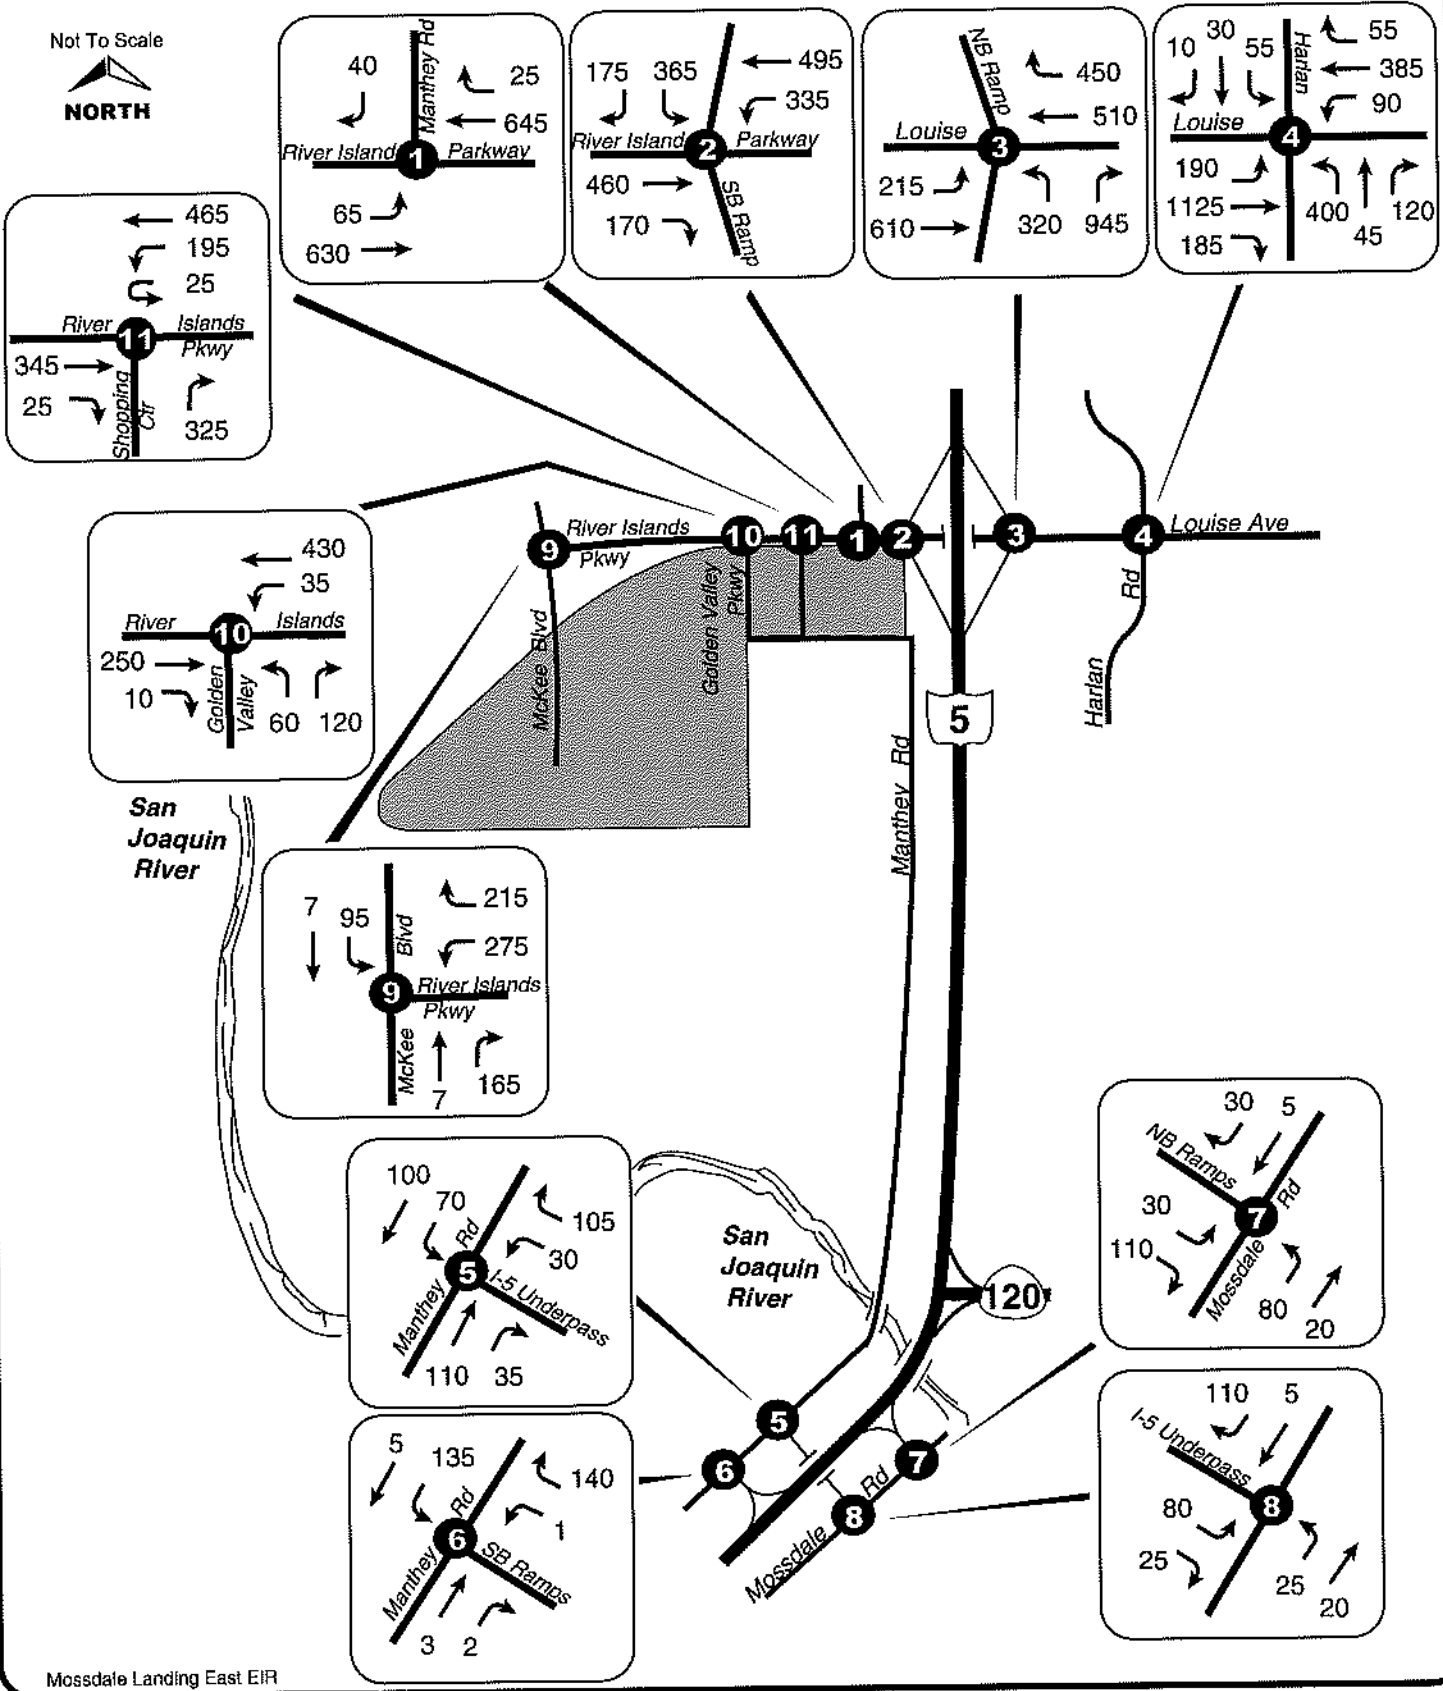 Not To Scale
NORTH
40
25
645
Manthey Rd
River Island
Parkway
1
65
630
175
365
495
335
River Island
Parkway
2
460
170
SB Ramp
NB Ramp
450
510
Louise
3
215
610
320
945
10
30
55
Harlan
55
385
90
Louise
4
190
1125
185
400
45
120
465
195
25
River
Islands
Pkwy
11
345
25
Shopping
Ctr
325
430
35
River
Islands
10
250
10
Golden
Valley
60
120
7
95
Blvd
215
275
9
River Islands
Pkwy
McKee
7
165
100
70
Rd
105
30
5
I-5 Underpass
Manthey
110
35
5
135
Rd
140
1
6
SB Ramps
Manthey
3
2
30
5
NB Ramps
Rd
7
30
110
Mossdale
80
20
110
5
I-5 Underpass
8
80
25
25
20
9
River Islands
Pkwy
10
11
1
2
3
4
Louise Ave
McKee Blvd
Golden Valley
Pkwy
Manthey Rd
Rd
Harlan
5
120
San
Joaquin
River
San
Joaquin
River
5
6
7
8
Mossdale Rd
Mossdale Landing East EIR